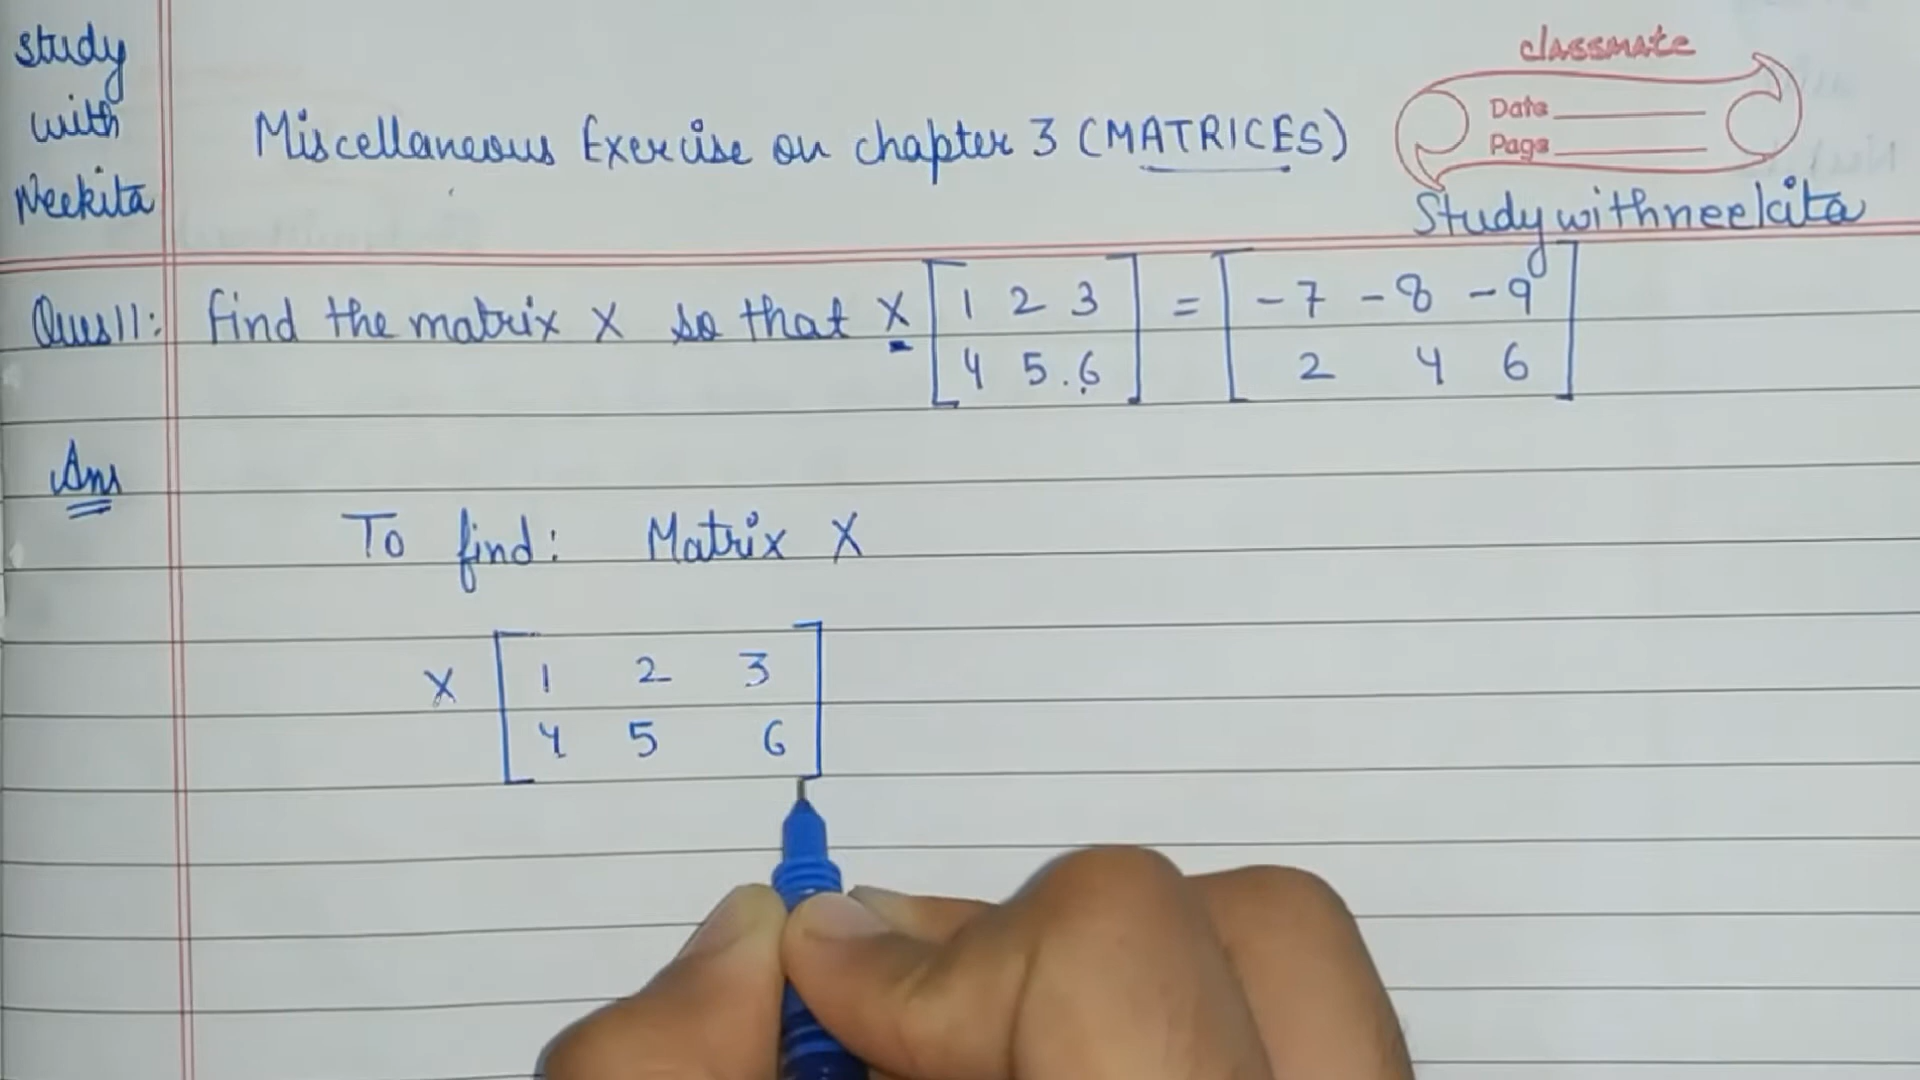 study
with
Neekita
classmate
Date
Page
Miscellaneous Exercise on chapter 3 (MATRICES)
Studywithneekita
Ques11: Find the matrix X so that X [1 2 3] = [-7 -8 -9]
[4 5 . 6] [2 4 6]
Ans
To find: Matrix X
X [1 2 3]
[4 5 6]